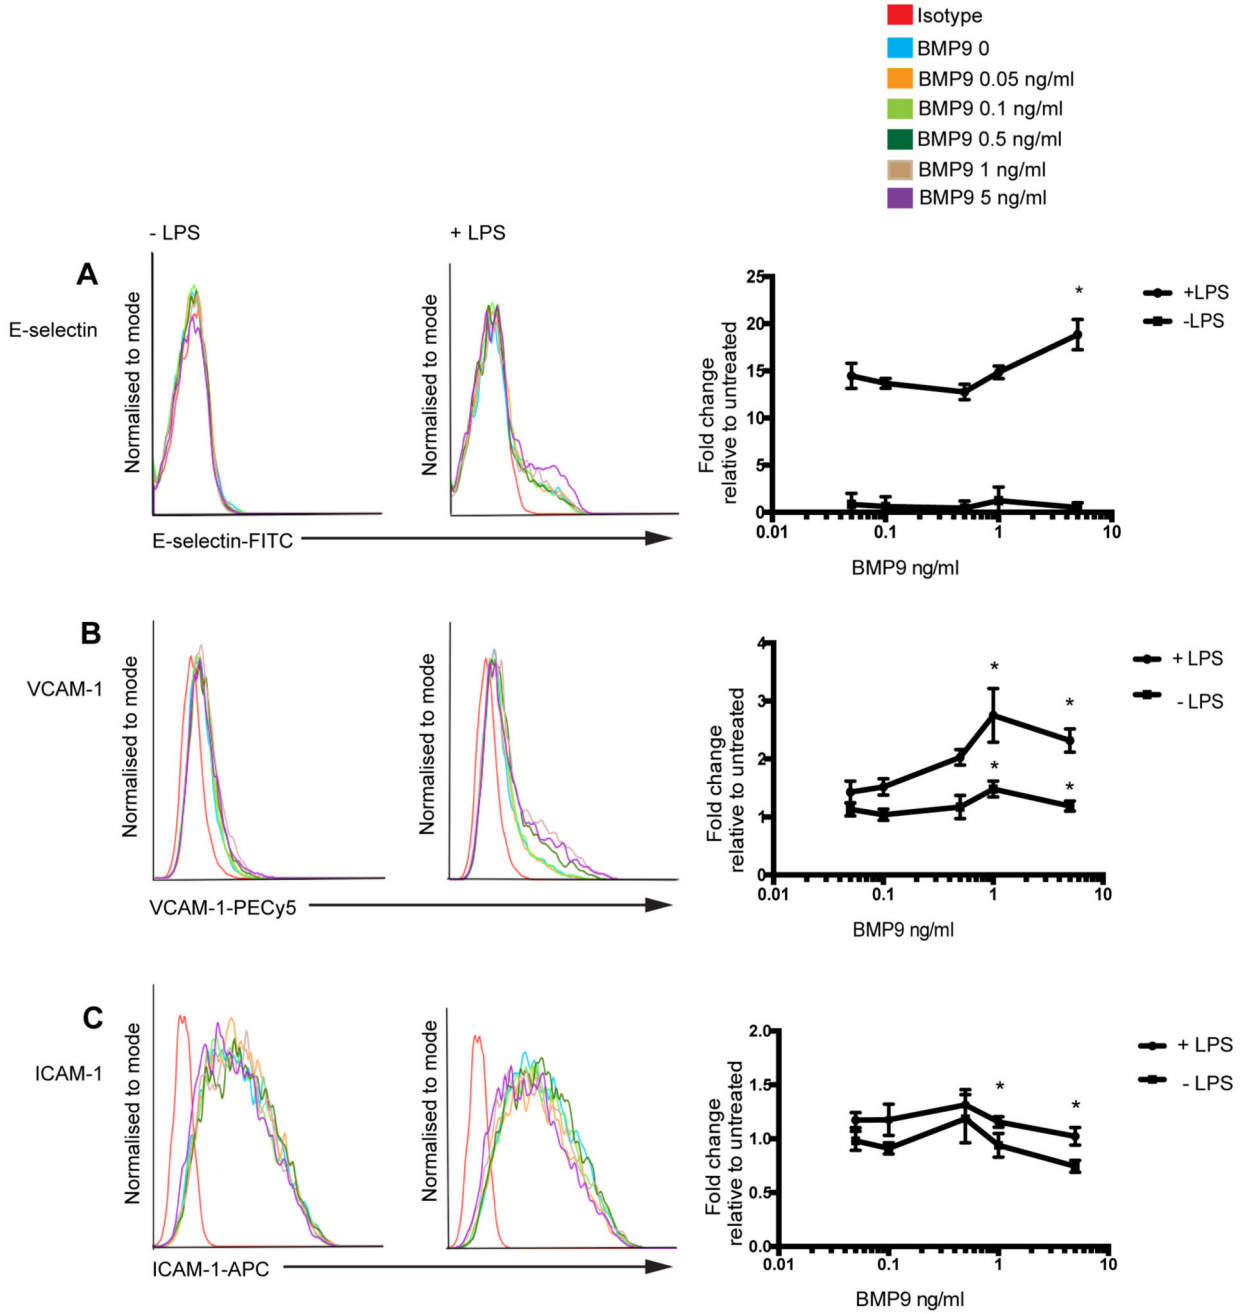 Isotype
BMP9 0
BMP9 0.05 ng/ml
BMP9 0.1 ng/ml
BMP9 0.5 ng/ml
BMP9 1 ng/ml
BMP9 5 ng/ml
- LPS
+ LPS
A
E-selectin
Normalised to mode
Normalised to mode
E-selectin-FITC
Fold change
relative to untreated
25
20
15
10
5
0
0.01
0.1
1
10
*
BMP9 ng/ml
+LPS
-LPS
B
VCAM-1
Normalised to mode
Normalised to mode
VCAM-1-PECy5
Fold change
relative to untreated
4
3
2
1
0
0.01
0.1
1
10
*
*
*
*
BMP9 ng/ml
+ LPS
- LPS
C
ICAM-1
Normalised to mode
Normalised to mode
ICAM-1-APC
Fold change
relative to untreated
2.0
1.5
1.0
0.5
0.0
0.01
0.1
1
10
*
*
BMP9 ng/ml
+ LPS
- LPS